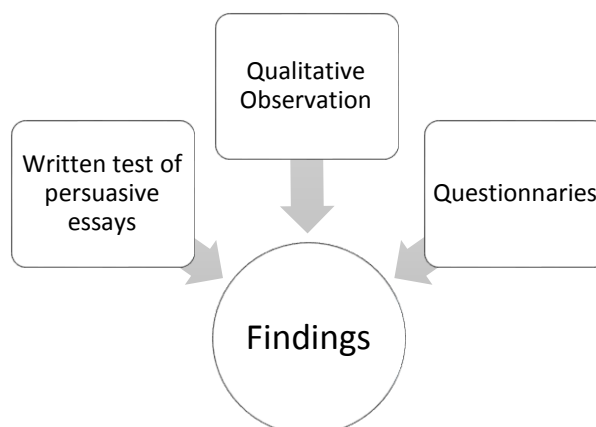 Qualitative
Observation
Written test of
persuasive
essays
Questionnaries
Findings